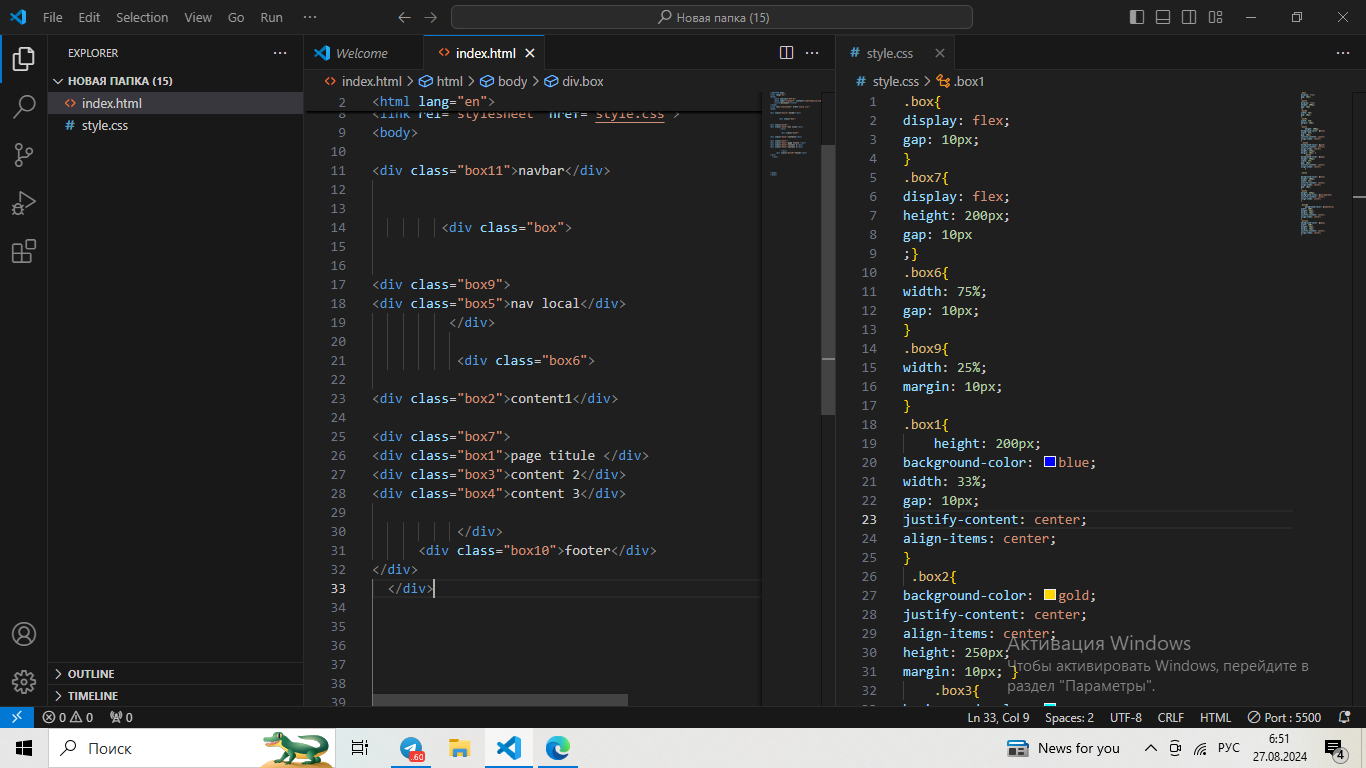 File Edit Selection View Go Run ···
Новая папка (15)
EXPLORER ···
НОВАЯ ПАПКА (15)
index.html
style.css
OUTLINE
TIMELINE
Welcome
index.html
index.html > html > body > div.box
2 <html lang="en">
8 <link rel="stylesheet" href="style.css">
9 <body>
10
11 <div class="box11">navbar</div>
12
13
14 <div class="box">
15
16
17 <div class="box9">
18 <div class="box5">nav local</div>
19 </div>
20
21 <div class="box6">
22
23 <div class="box2">content1</div>
24
25 <div class="box7">
26 <div class="box1">page titule </div>
27 <div class="box3">content 2</div>
28 <div class="box4">content 3</div>
29
30 </div>
31 <div class="box10">footer</div>
32 </div>
33 </div>
34
35
36
37
38
39
style.css
style.css > .box1
1 .box{
2 display: flex;
3 gap: 10px;
4 }
5 .box7{
6 display: flex;
7 height: 200px;
8 gap: 10px
9 ;}
10 .box6{
11 width: 75%;
12 gap: 10px;
13 }
14 .box9{
15 width: 25%;
16 margin: 10px;
17 }
18 .box1{
19 height: 200px;
20 background-color: blue;
21 width: 33%;
22 gap: 10px;
23 justify-content: center;
24 align-items: center;
25 }
26 .box2{
27 background-color: gold;
28 justify-content: center;
29 align-items: center;
30 height: 250px;
31 margin: 10px; }
32 .box3{
Активация Windows
Чтобы активировать Windows, перейдите в
раздел "Параметры".
0 0 0 Ln 33, Col 9 Spaces: 2 UTF-8 CRLF HTML Port : 5500
Поиск
.60
News for you
РУС
6:51
27.08.2024
4